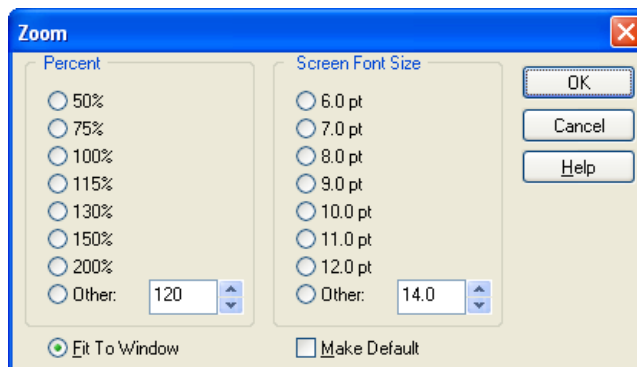 Zoom
Percent
50%
75%
100%
115%
130%
150%
200%
Other: 120
Fit To Window
Screen Font Size
6.0 pt
7.0 pt
8.0 pt
9.0 pt
10.0 pt
11.0 pt
12.0 pt
Other: 14.0
Make Default
OK
Cancel
Help